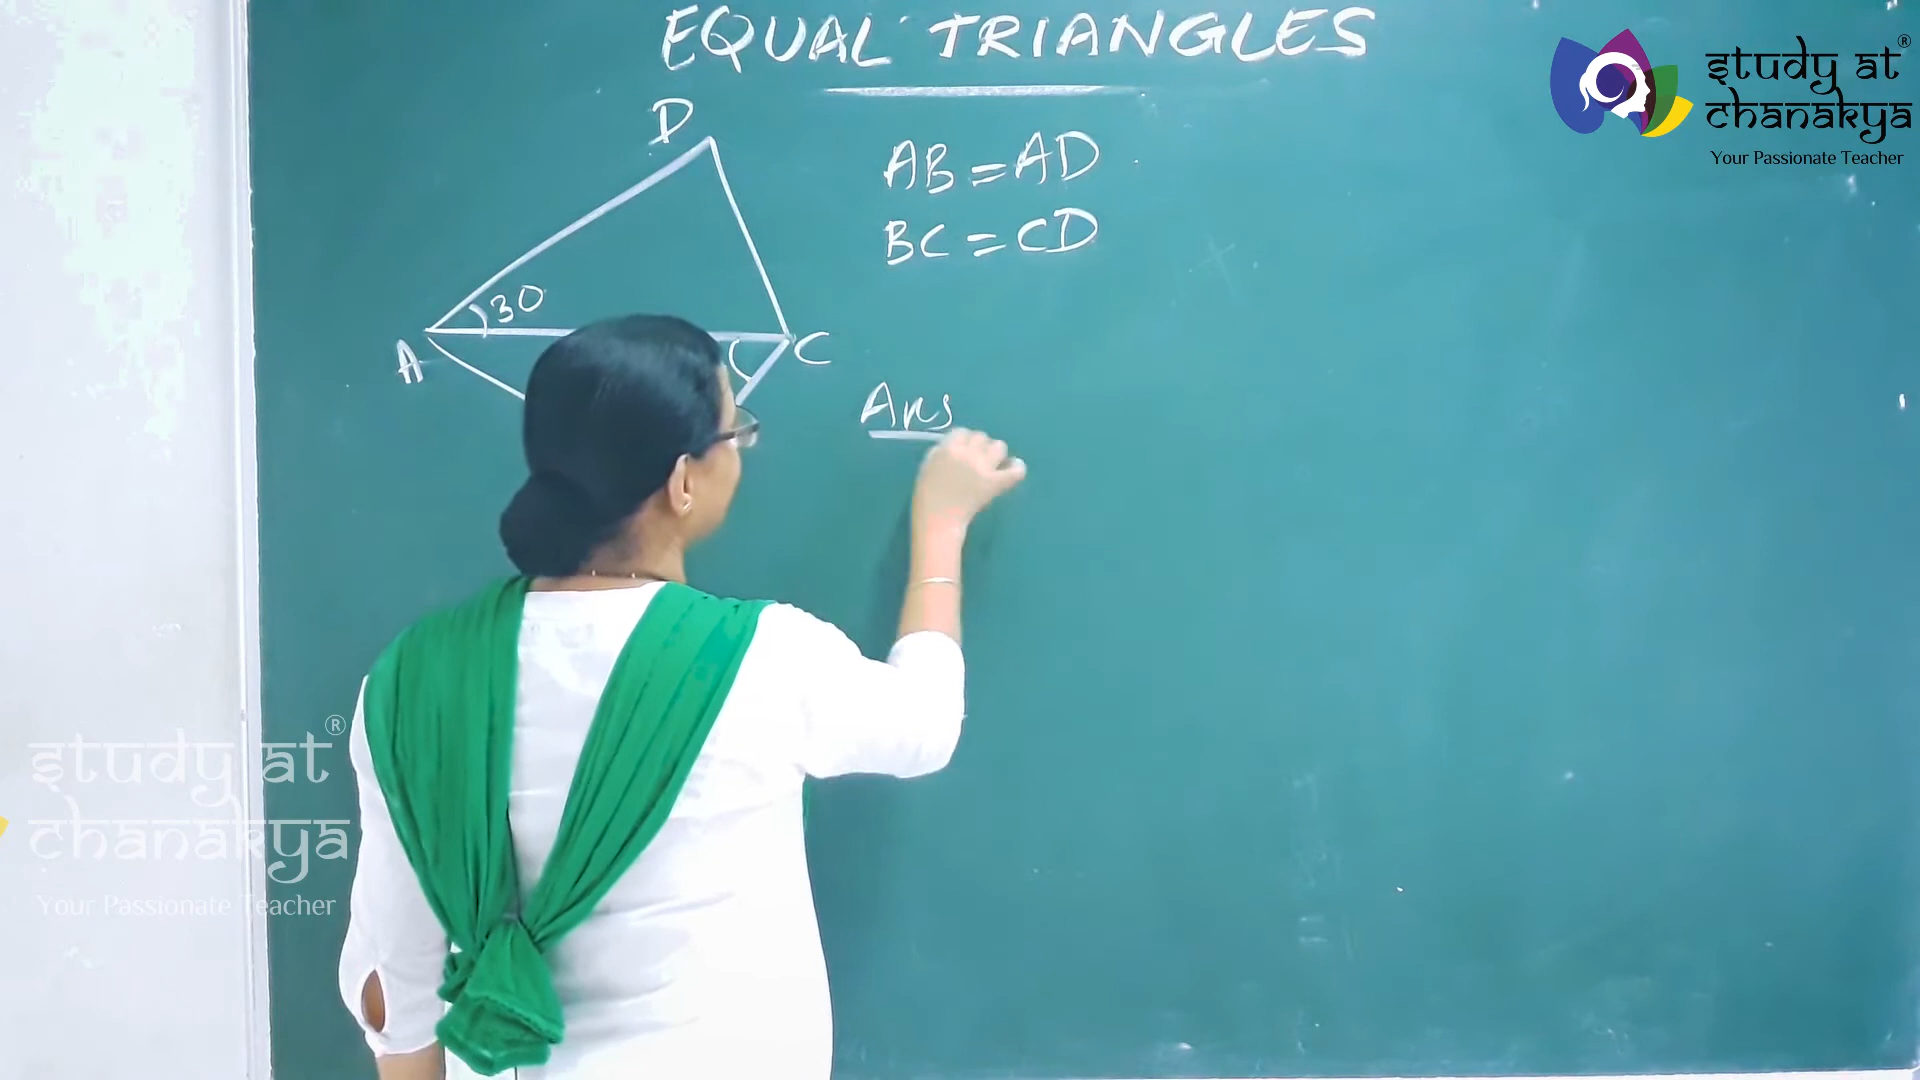 EQUAL TRIANGLES
D
AB = AD
BC = CD
30
A
C
Ans
study at ®
chanakya
Your Passionate Teacher
study at ®
chanakya
Your Passionate Teacher